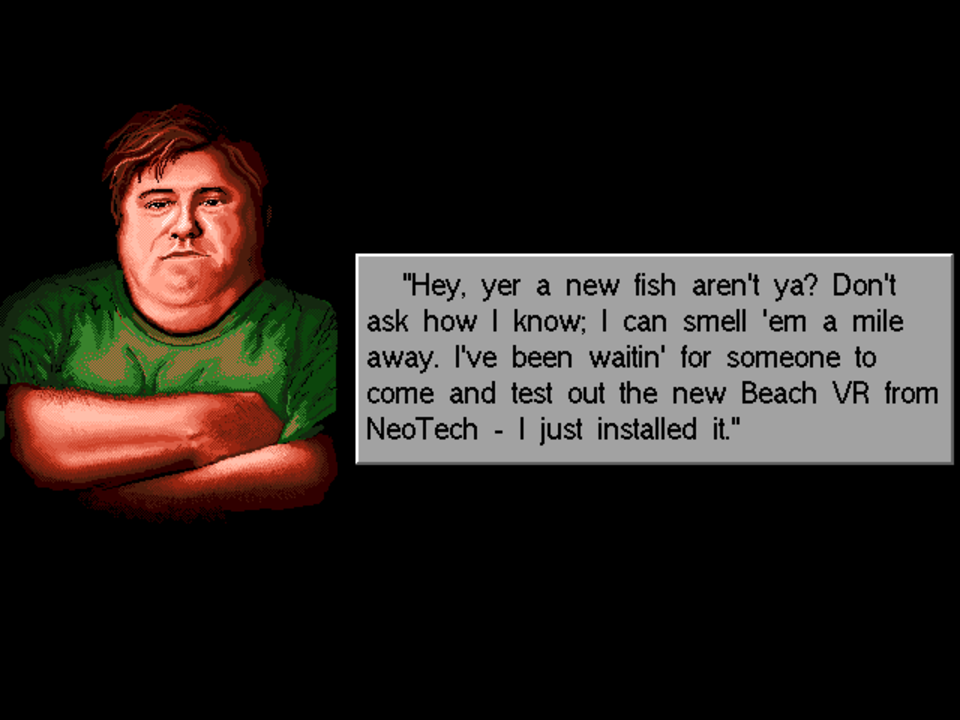 "Hey, yer a new fish aren't ya? Don't
ask how I know; I can smell 'em a mile
away. I've been waitin' for someone to
come and test out the new Beach VR from
NeoTech - I just installed it."